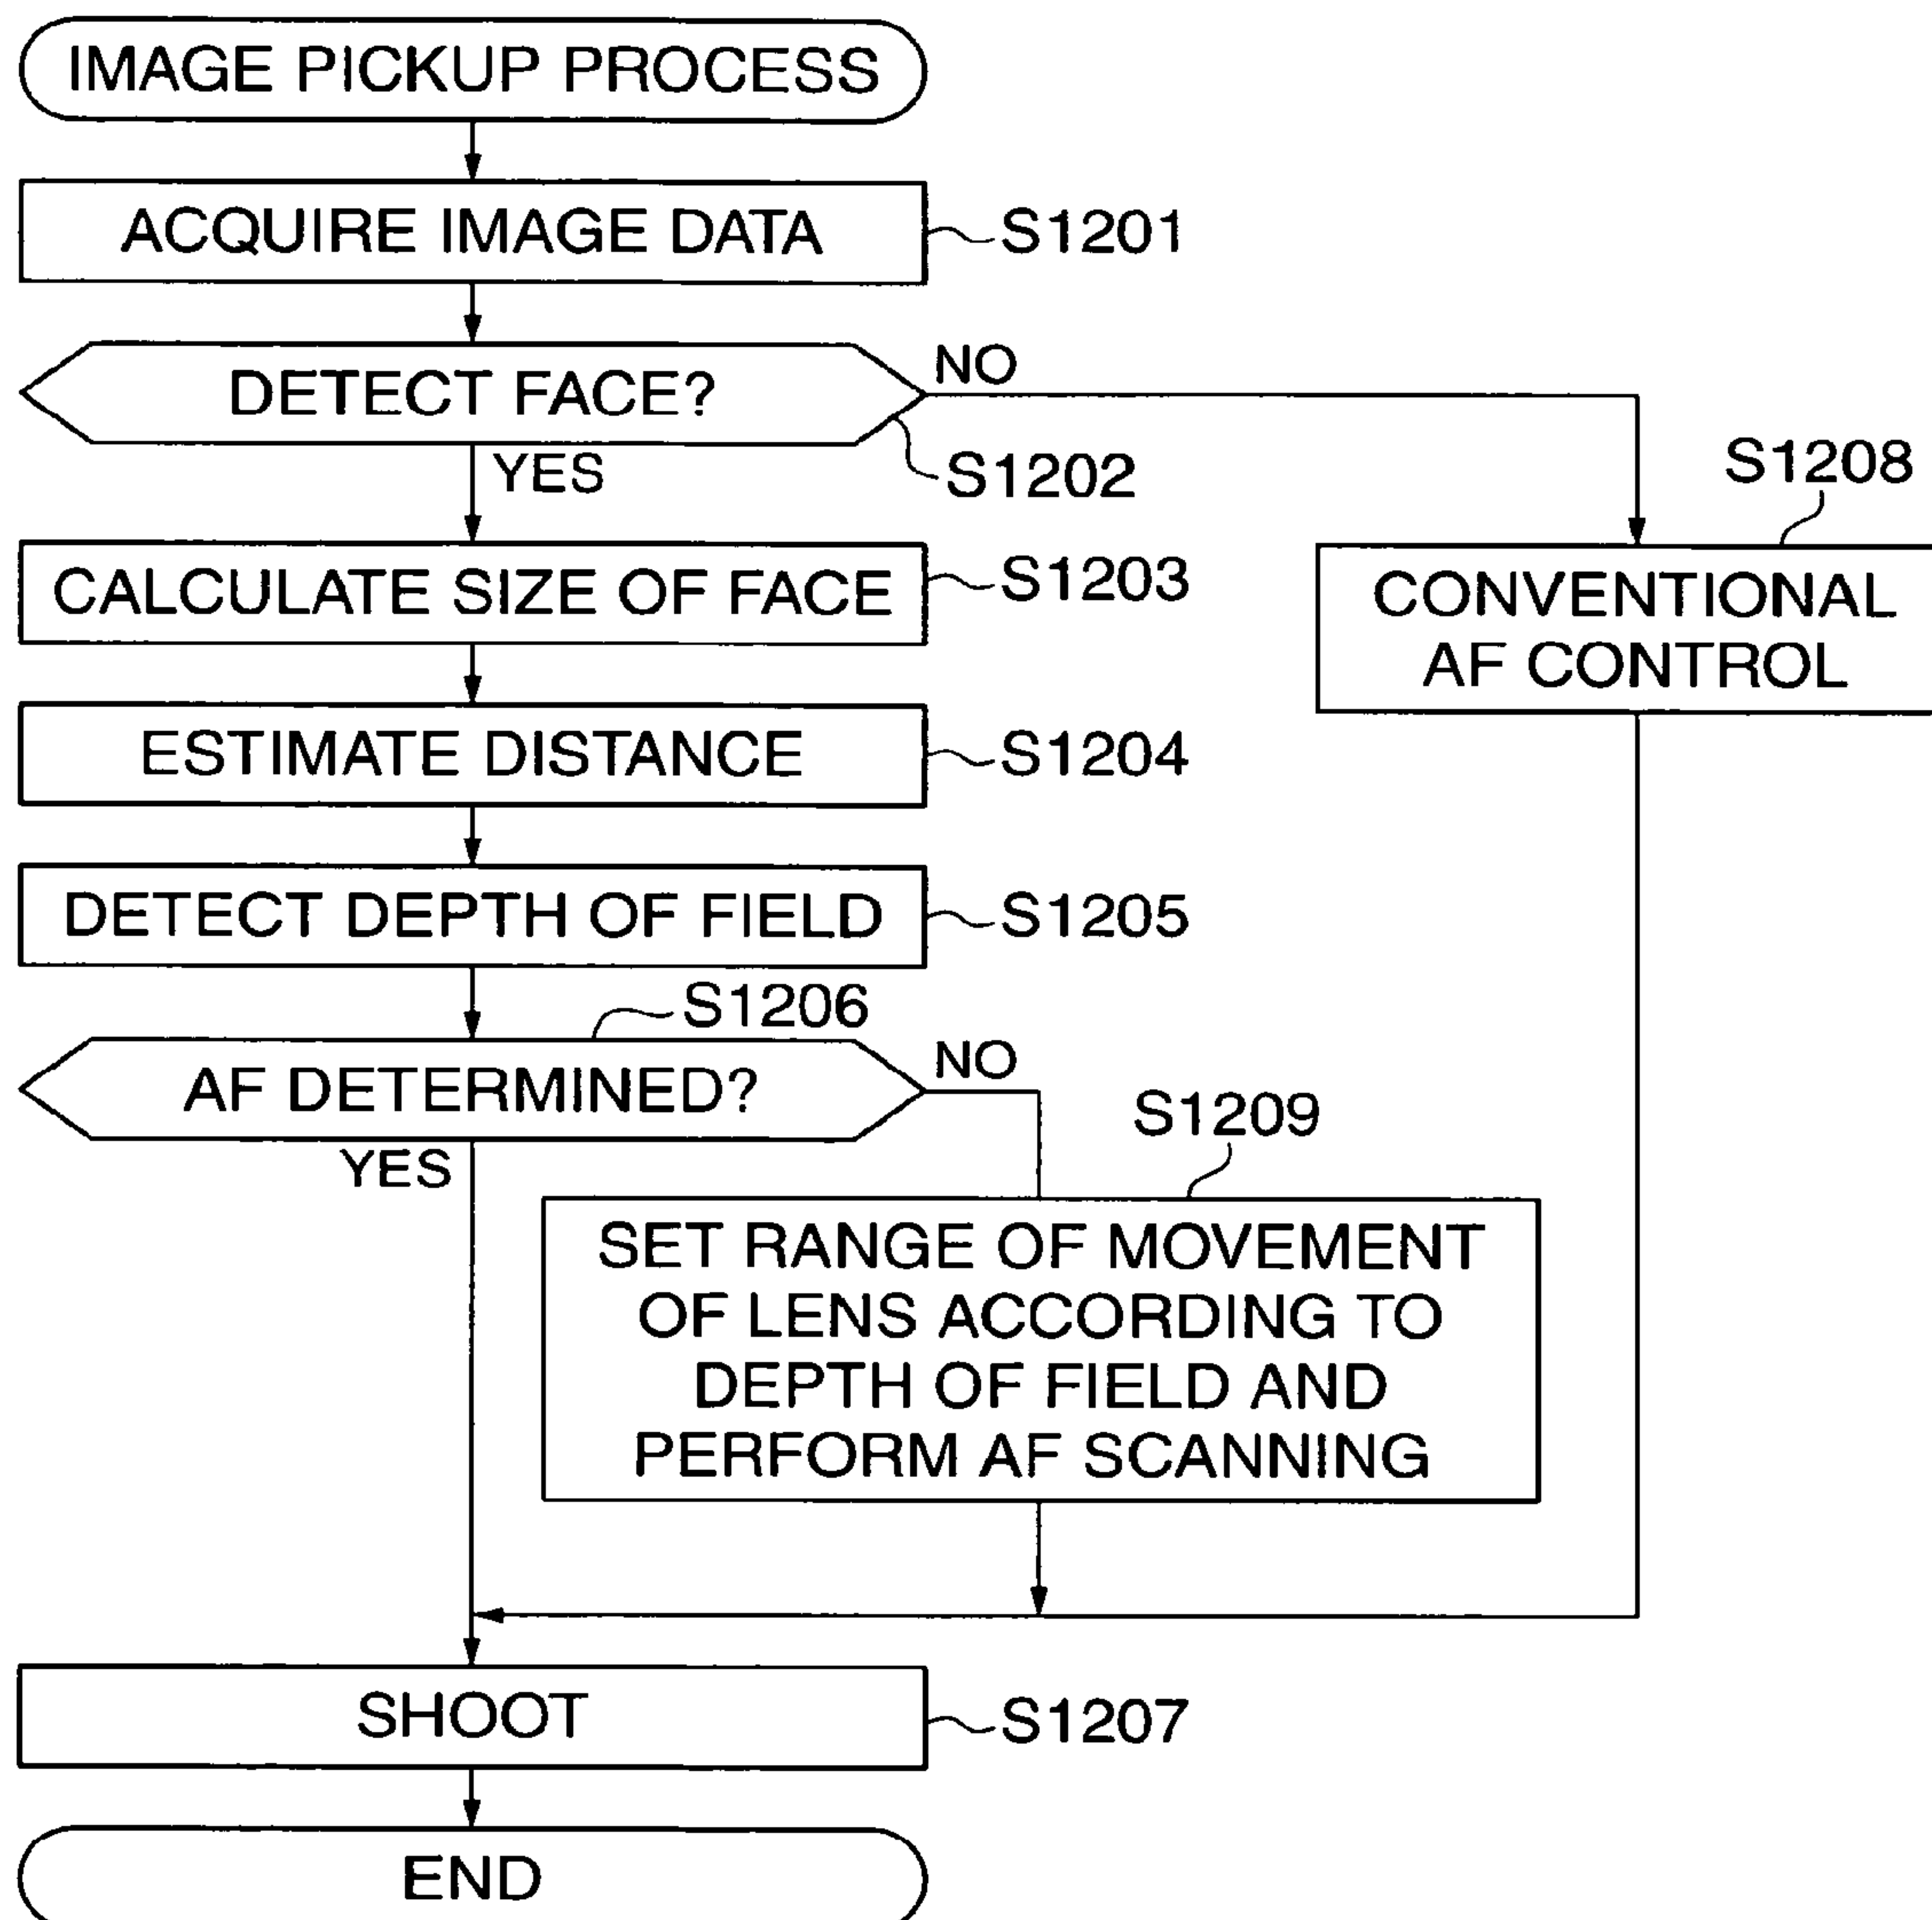 IMAGE PICKUP PROCESS
ACQUIRE IMAGE DATA
S1201
DETECT FACE?
NO
S1202
YES
S1208
CALCULATE SIZE OF FACE
S1203
CONVENTIONAL
AF CONTROL
ESTIMATE DISTANCE
S1204
DETECT DEPTH OF FIELD
S1205
S1206
AF DETERMINED?
NO
YES
S1209
SET RANGE OF MOVEMENT
OF LENS ACCORDING TO
DEPTH OF FIELD AND
PERFORM AF SCANNING
SHOOT
S1207
END